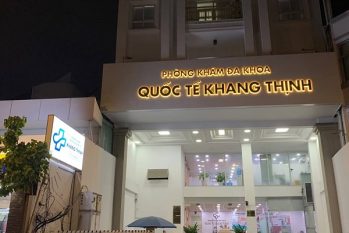 PHÒNG KHÁM ĐA KHOA
QUỐC TẾ KHANG THỊNH